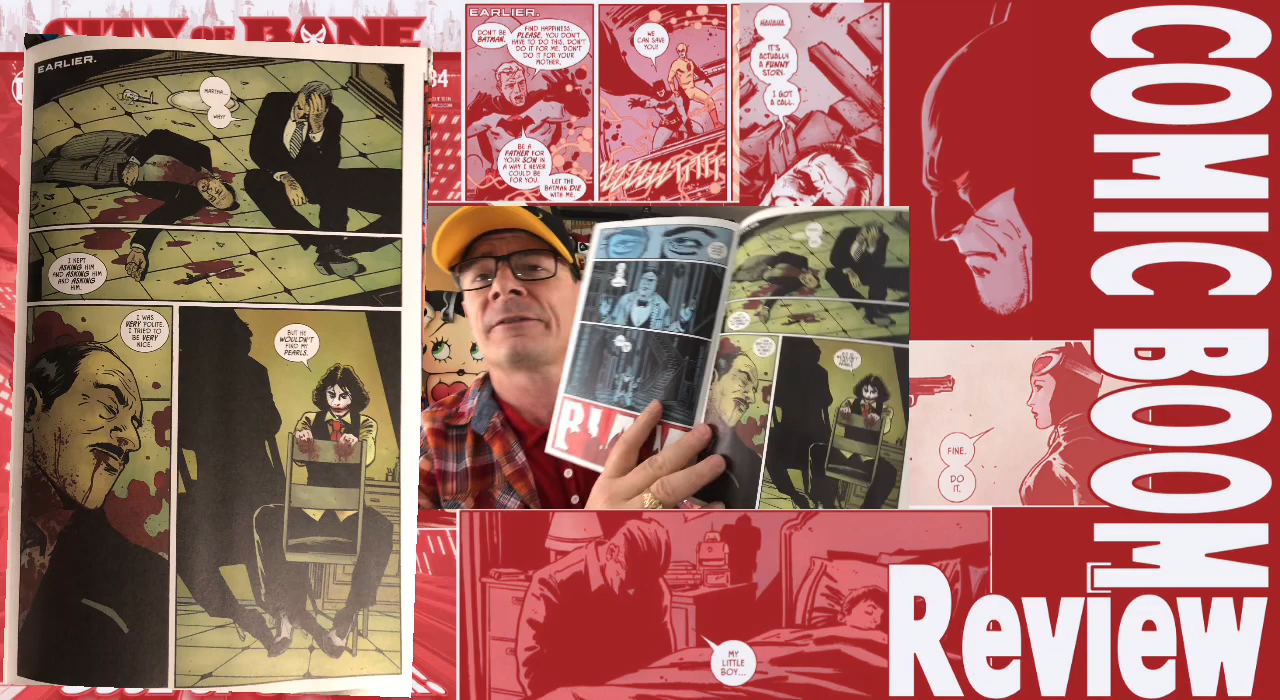 CITY OF BANE
84
EARLIER.
MARTHA...
WHY?
I KEPT
ASKING HIM
AND ASKING HIM
AND ASKING
HIM.
I WAS
VERY POLITE.
I TRIED TO
BE VERY
NICE.
BUT HE
WOULDN'T
FIND MY
PEARLS.
EARLIER.
DON'T BE
BATMAN.
FIND HAPPINESS.
PLEASE. YOU DON'T
HAVE TO DO THIS. DON'T
DO IT FOR ME. DON'T
DO IT FOR YOUR
MOTHER.
BE A
FATHER FOR
YOUR SON IN
A WAY I NEVER
COULD BE
FOR YOU.
LET THE
BATMAN DIE
WITH ME.
WE
CAN SAVE
YOU!
HAHAHA
IT'S
ACTUALLY
A FUNNY
STORY.
I GOT
A CALL.
FINE.
DO
IT.
MY
LITTLE
BOY...
COMIC BOOM
Review